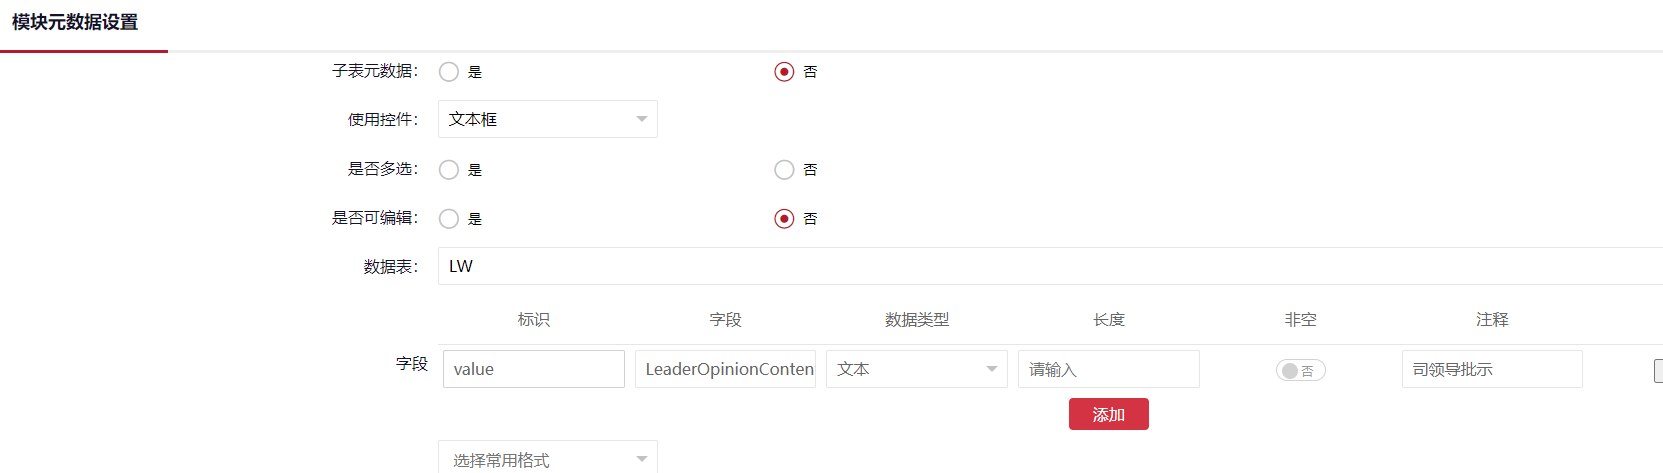 模块元数据设置
子表元数据： 是 否
使用控件： 文本框
是否多选： 是 否
是否可编辑： 是 否
数据表： LW
标识 字段 数据类型 长度 非空 注释
字段 value LeaderOpinionConten 文本 请输入 否 司领导批示
添加
选择常用格式